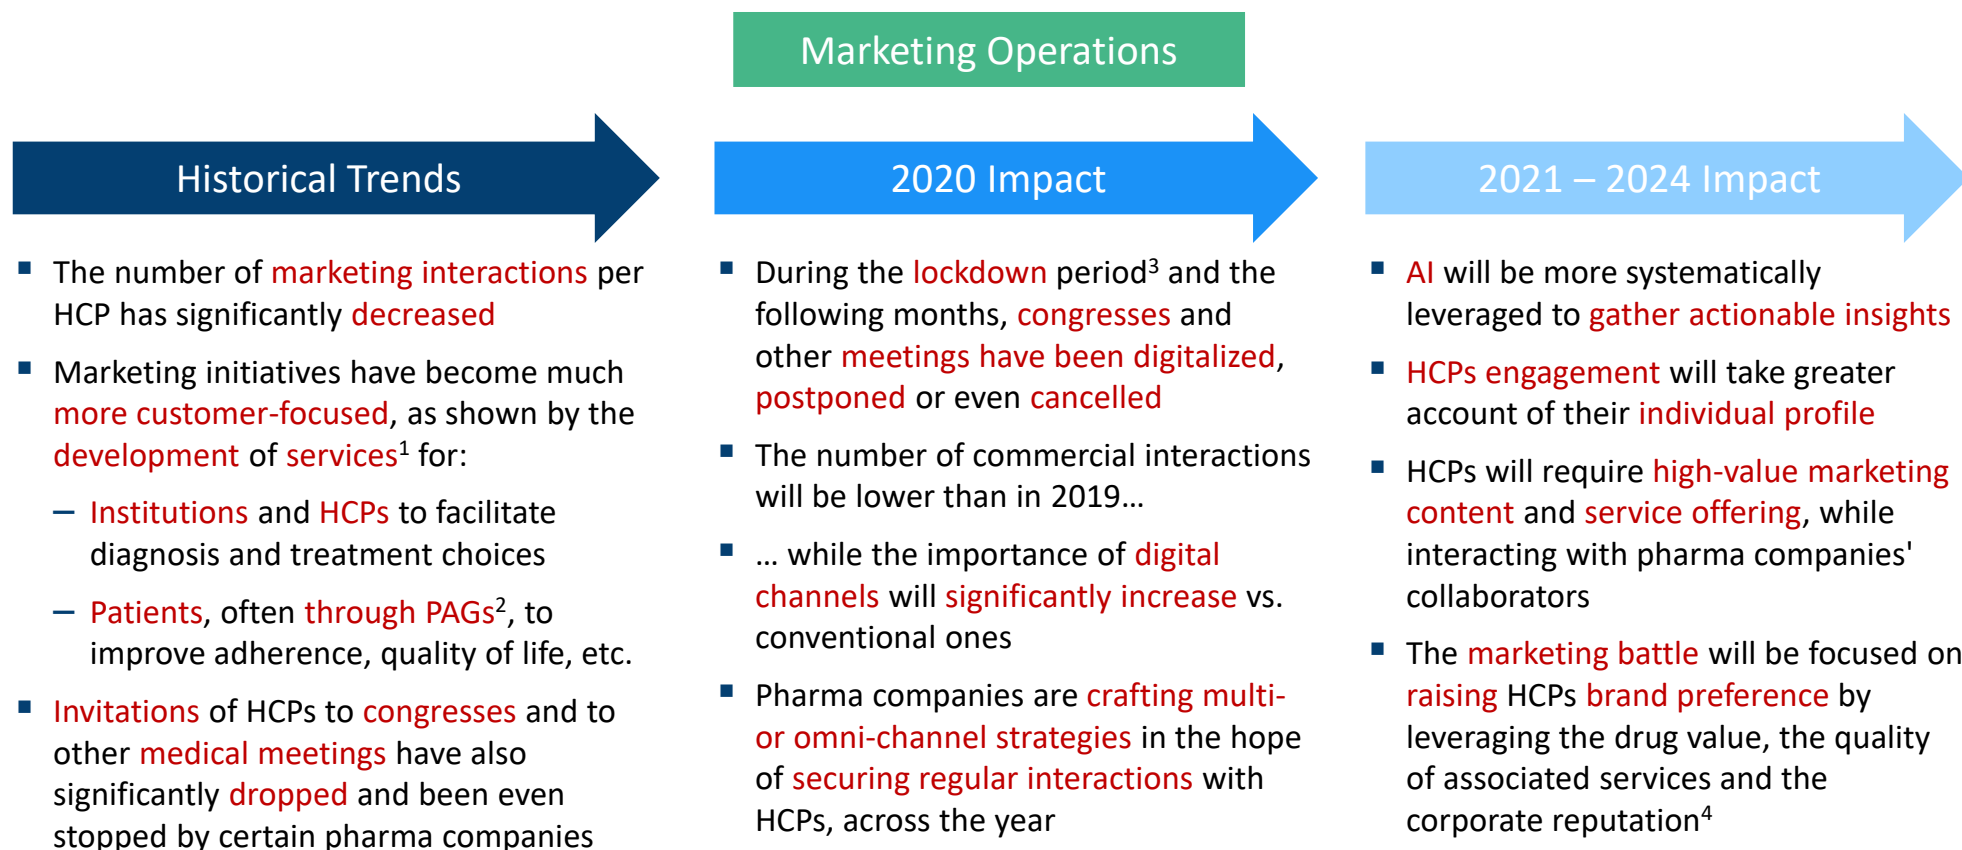 Marketing Operations
Historical Trends
■ The number of marketing interactions per
HCP has significantly decreased
■ Marketing initiatives have become much
more customer-focused, as shown by the
development of services¹ for:
– Institutions and HCPs to facilitate
diagnosis and treatment choices
– Patients, often through PAGs², to
improve adherence, quality of life, etc.
■ Invitations of HCPs to congresses and to
other medical meetings have also
significantly dropped and been even
stopped by certain pharma companies
2020 Impact
■ During the lockdown period³ and the
following months, congresses and
other meetings have been digitalized,
postponed or even cancelled
■ The number of commercial interactions
will be lower than in 2019…
■ … while the importance of digital
channels will significantly increase vs.
conventional ones
■ Pharma companies are crafting multi-
or omni-channel strategies in the hope
of securing regular interactions with
HCPs, across the year
2021 – 2024 Impact
■ AI will be more systematically
leveraged to gather actionable insights
■ HCPs engagement will take greater
account of their individual profile
■ HCPs will require high-value marketing
content and service offering, while
interacting with pharma companies'
collaborators
■ The marketing battle will be focused on
raising HCPs brand preference by
leveraging the drug value, the quality
of associated services and the
corporate reputation⁴